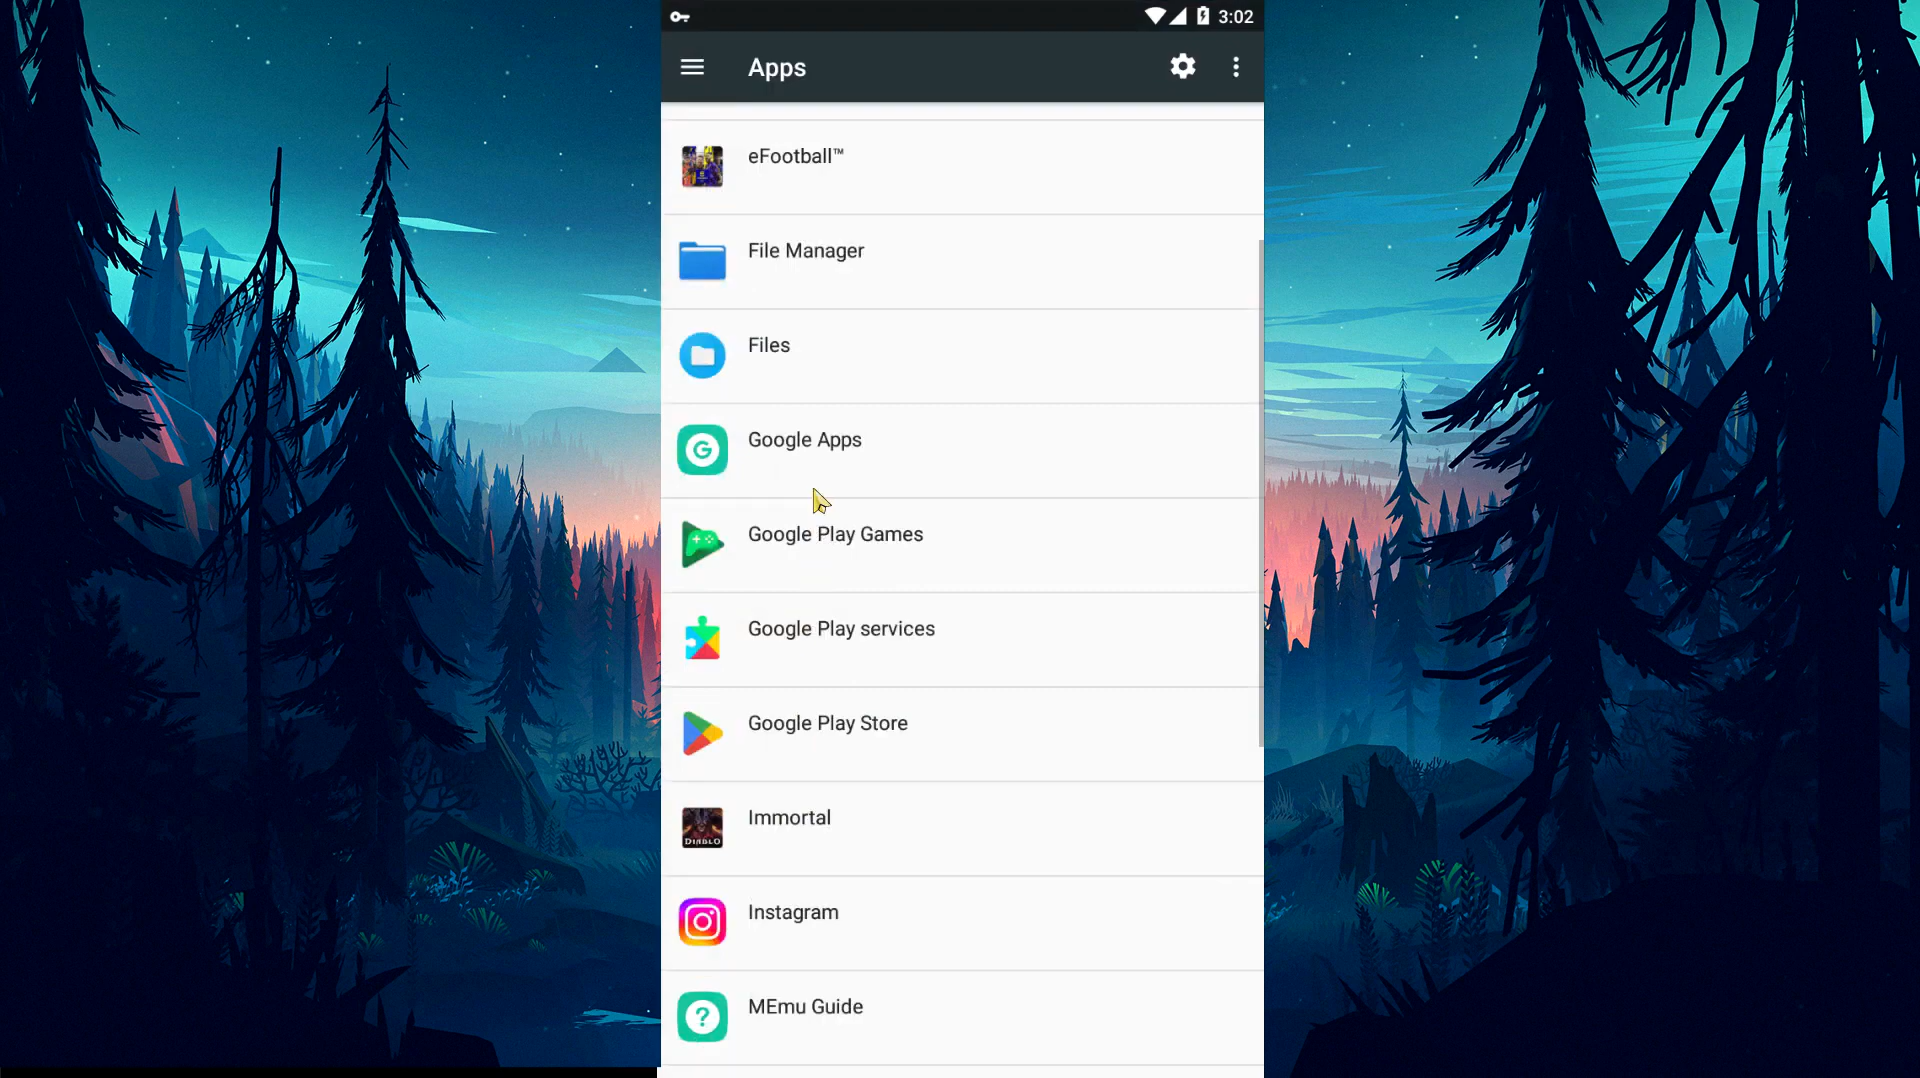 3:02
Apps
eFootball™
File Manager
Files
Google Apps
Google Play Games
Google Play services
Google Play Store
Immortal
DIABLO
Instagram
MEmu Guide